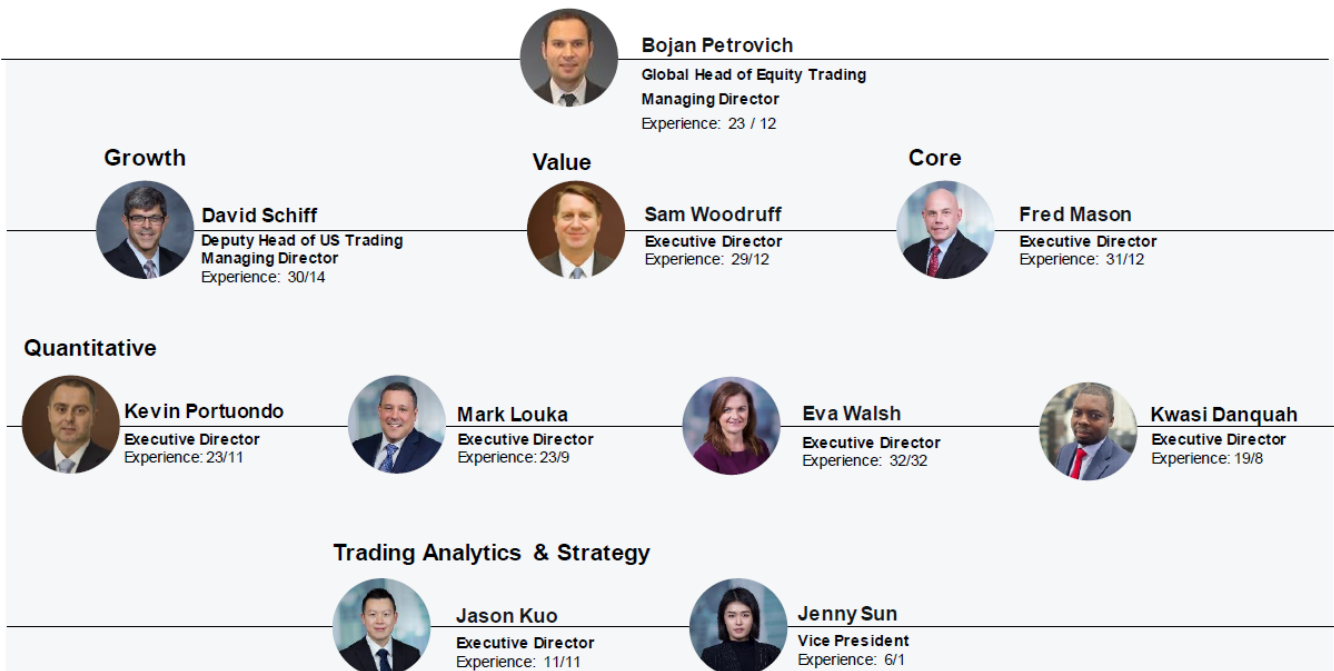 Bojan Petrovich
Global Head of Equity Trading
Managing Director
Experience: 23 / 12
Growth
David Schiff
Deputy Head of US Trading
Managing Director
Experience: 30/14
Value
Sam Woodruff
Executive Director
Experience: 29/12
Core
Fred Mason
Executive Director
Experience: 31/12
Quantitative
Kevin Portuondo
Executive Director
Experience: 23/11
Mark Louka
Executive Director
Experience: 23/9
Eva Walsh
Executive Director
Experience: 32/32
Kwasi Danquah
Executive Director
Experience: 19/8
Trading Analytics & Strategy
Jason Kuo
Executive Director
Experience: 11/11
Jenny Sun
Vice President
Experience: 6/1